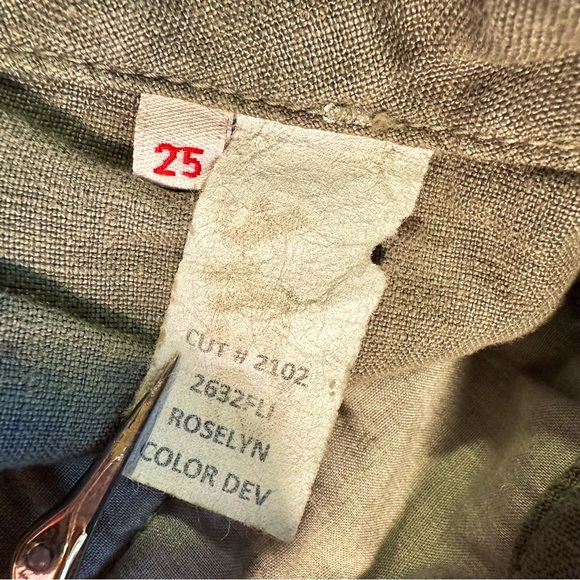 25
CUT # 2102
2632FLI
ROSELYN
COLOR DEV